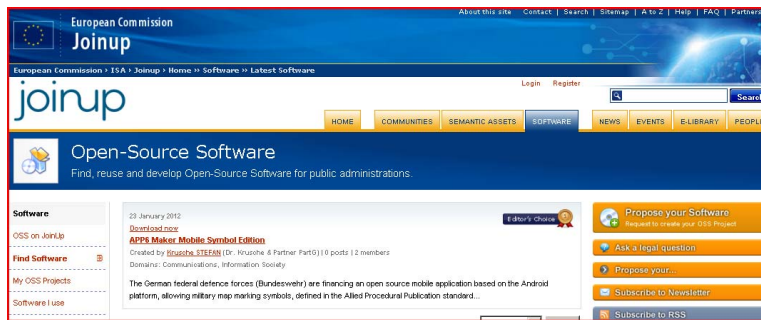 About this site Contact | Search | Sitemap | A to Z | Help | FAQ | Partners
European Commission
Joinup
European Commission › ISA › Joinup › Home ›› Software ›› Latest Software
Login Register
joinup
Search
HOME COMMUNITIES SEMANTIC ASSETS SOFTWARE NEWS EVENTS E-LIBRARY PEOPL
Open-Source Software
Find, reuse and develop Open-Source Software for public administrations.
Software
OSS on JoinUp
Find Software
My OSS Projects
Software I use
23 January 2012
Editor's Choice
Download now
APP6 Maker Mobile Symbol Edition
Created by Krusche STEFAN (Dr. Krusche & Partner PartG) | 0 posts | 2 members
Domains: Communications, Information Society
The German federal defence forces (Bundeswehr) are financing an open source mobile application based on the Android
platform, allowing military map marking symbols, defined in the Allied Procedural Publication standard...
Propose your Software
Request to create your OSS Project
Ask a legal question
Propose your...
Subscribe to Newsletter
Subscribe to RSS